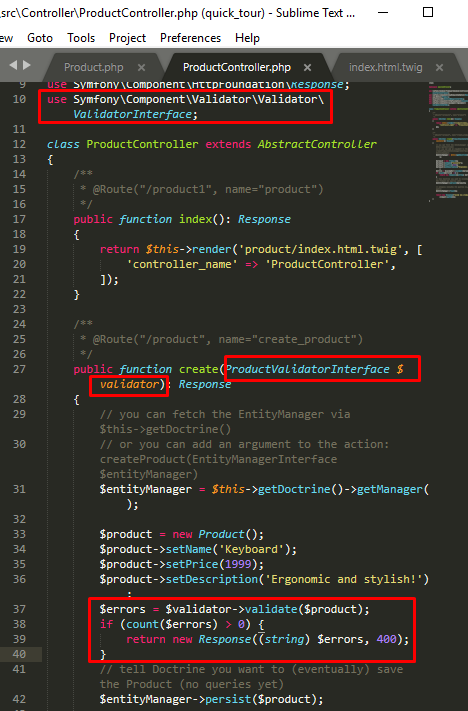 _src\Controller\ProductController.php (quick_tour) - Sublime Text ...
ew Goto Tools Project Preferences Help
Product.php ProductController.php index.html.twig
9 use Symfony\Component\HttpFoundation\Response;
10 use Symfony\Component\Validator\Validator\
ValidatorInterface;
11
12 class ProductController extends AbstractController
13 {
14 /**
15 * @Route("/product1", name="product")
16 */
17 public function index(): Response
18 {
19 return $this->render('product/index.html.twig', [
20 'controller_name' => 'ProductController',
21 ]);
22 }
23
24 /**
25 * @Route("/product", name="create_product")
26 */
27 public function create(ProductValidatorInterface $
validator): Response
28 {
29 // you can fetch the EntityManager via
$this->getDoctrine()
30 // or you can add an argument to the action:
createProduct(EntityManagerInterface
$entityManager)
31 $entityManager = $this->getDoctrine()->getManager(
);
32
33 $product = new Product();
34 $product->setName('Keyboard');
35 $product->setPrice(1999);
36 $product->setDescription('Ergonomic and stylish!')
;
37 $errors = $validator->validate($product);
38 if (count($errors) > 0) {
39 return new Response((string) $errors, 400);
40 }
41 // tell Doctrine you want to (eventually) save
the Product (no queries yet)
42 $entityManager->persist($product);